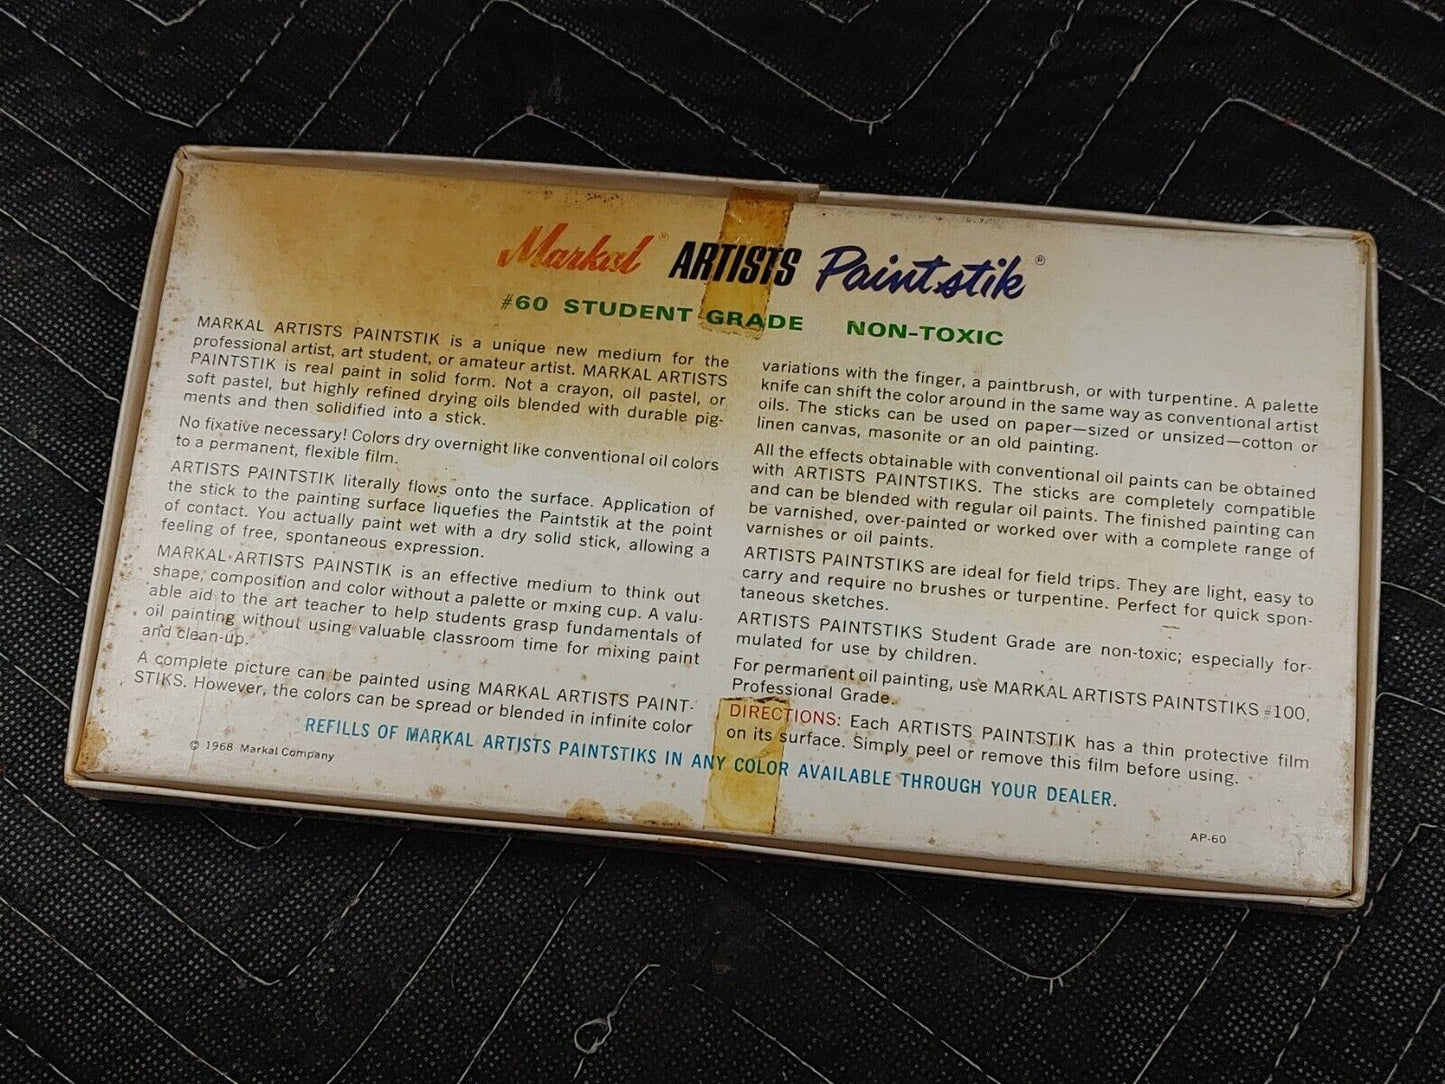 Markal® ARTISTS Paintstik®
#60 STUDENT GRADE NON-TOXIC
MARKAL ARTISTS PAINTSTIK is a unique new medium for the
professional artist, art student, or amateur artist. MARKAL ARTISTS
PAINTSTIK is real paint in solid form. Not a crayon, oil pastel, or
soft pastel, but highly refined drying oils blended with durable pig-
ments and then solidified into a stick.
No fixative necessary! Colors dry overnight like conventional oil colors
to a permanent, flexible film.
ARTISTS PAINTSTIK literally flows onto the surface. Application of
the stick to the painting surface liquefies the Paintstik at the point
of contact. You actually paint wet with a dry solid stick, allowing a
feeling of free, spontaneous expression.
MARKAL ARTISTS PAINSTIK is an effective medium to think out
shape, composition and color without a palette or mxing cup. A valu-
able aid to the art teacher to help students grasp fundamentals of
oil painting without using valuable classroom time for mixing paint
and clean-up.
A complete picture can be painted using MARKAL ARTISTS PAINT-
STIKS. However, the colors can be spread or blended in infinite color
variations with the finger, a paintbrush, or with turpentine. A palette
knife can shift the color around in the same way as conventional artist
oils. The sticks can be used on paper—sized or unsized—cotton or
linen canvas, masonite or an old painting.
All the effects obtainable with conventional oil paints can be obtained
with ARTISTS PAINTSTIKS. The sticks are completely compatible
and can be blended with regular oil paints. The finished painting can
be varnished, over-painted or worked over with a complete range of
varnishes or oil paints.
ARTISTS PAINTSTIKS are ideal for field trips. They are light, easy to
carry and require no brushes or turpentine. Perfect for quick spon-
taneous sketches.
ARTISTS PAINTSTIKS Student Grade are non-toxic; especially for-
mulated for use by children.
For permanent oil painting, use MARKAL ARTISTS PAINTSTIKS #100,
Professional Grade.
DIRECTIONS: Each ARTISTS PAINTSTIK has a thin protective film
on its surface. Simply peel or remove this film before using.
REFILLS OF MARKAL ARTISTS PAINTSTIKS IN ANY COLOR AVAILABLE THROUGH YOUR DEALER.
© 1968 Markal Company
AP-60